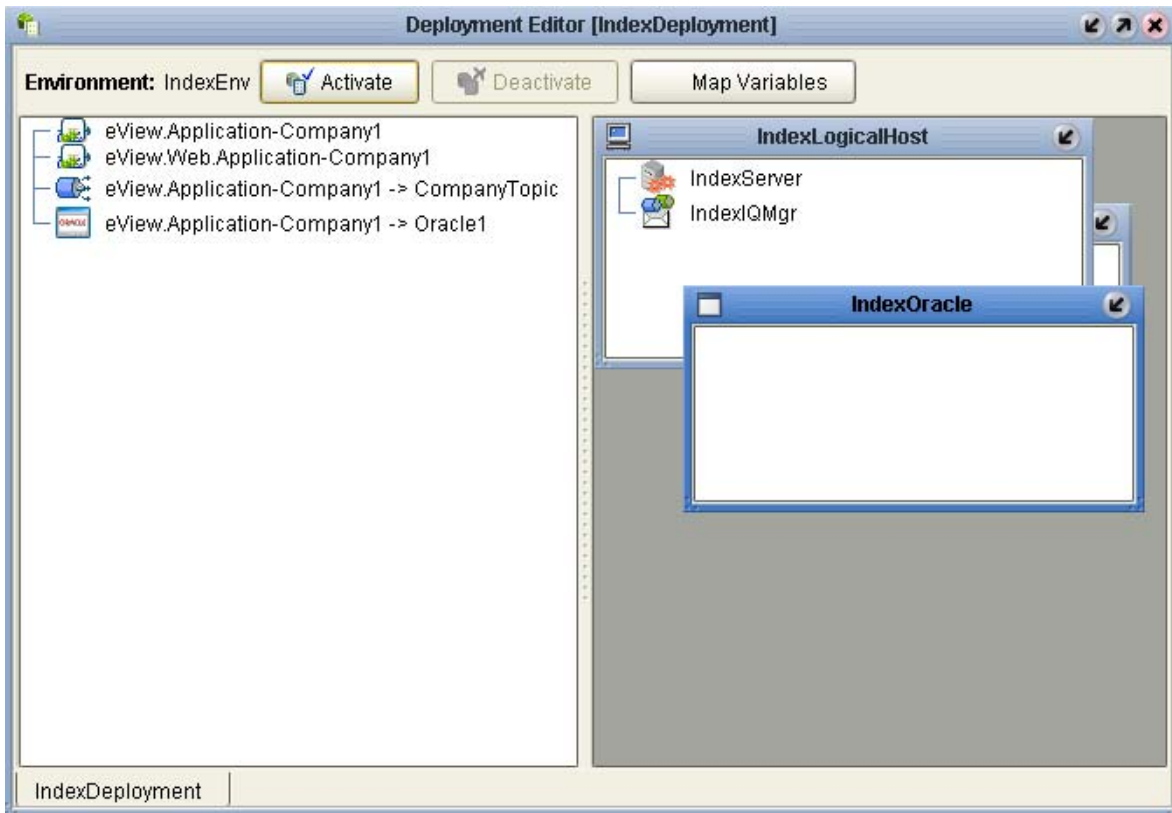 Deployment Editor [IndexDeployment]
Environment: IndexEnv Activate Deactivate Map Variables
eView.Application-Company1
eView.Web.Application-Company1
eView.Application-Company1 -> CompanyTopic
ORACLE eView.Application-Company1 -> Oracle1
IndexLogicalHost
IndexServer
IndexIQMgr
IndexOracle
IndexDeployment